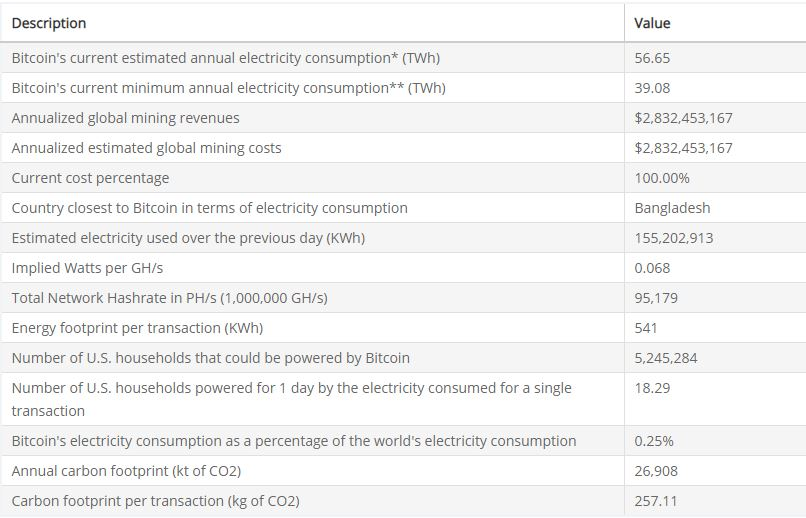 Description Value
Bitcoin's current estimated annual electricity consumption* (TWh) 56.65
Bitcoin's current minimum annual electricity consumption** (TWh) 39.08
Annualized global mining revenues $2,832,453,167
Annualized estimated global mining costs $2,832,453,167
Current cost percentage 100.00%
Country closest to Bitcoin in terms of electricity consumption Bangladesh
Estimated electricity used over the previous day (KWh) 155,202,913
Implied Watts per GH/s 0.068
Total Network Hashrate in PH/s (1,000,000 GH/s) 95,179
Energy footprint per transaction (KWh) 541
Number of U.S. households that could be powered by Bitcoin 5,245,284
Number of U.S. households powered for 1 day by the electricity consumed for a single 18.29
transaction
Bitcoin's electricity consumption as a percentage of the world's electricity consumption 0.25%
Annual carbon footprint (kt of CO2) 26,908
Carbon footprint per transaction (kg of CO2) 257.11